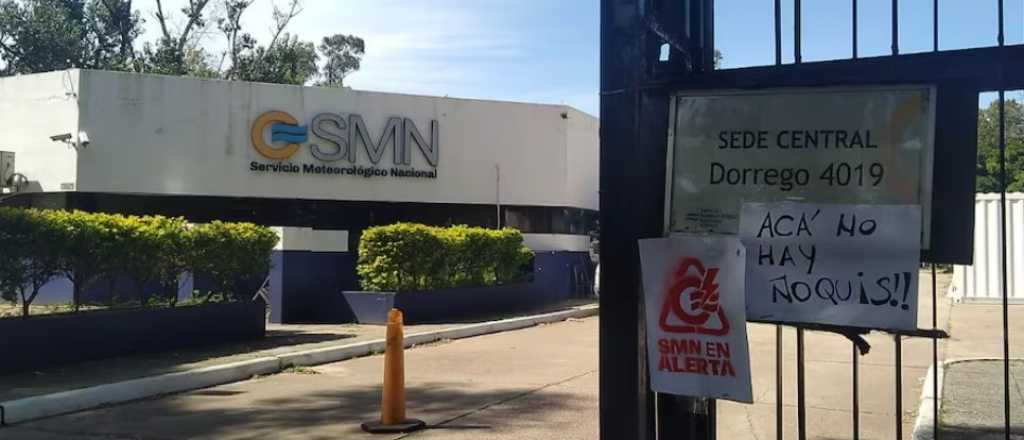 SMN
Servicio Meteorológico Nacional
SEDE CENTRAL
Dorrego 4019
ACÁ NO
HAY
ÑOQUIS!!
SMN EN
ALERTA